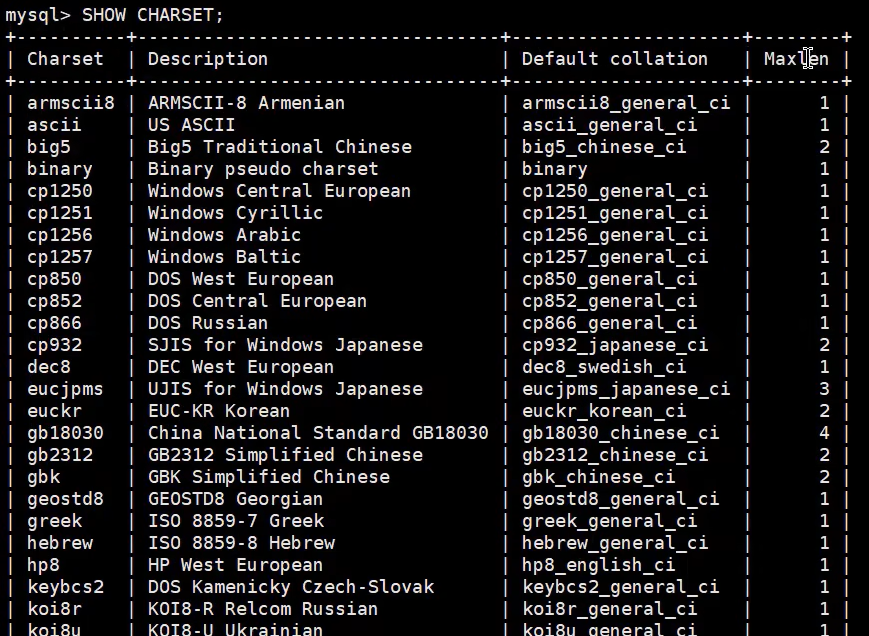 mysql> SHOW CHARSET;
+----------+---------------------------------+---------------------+--------+
| Charset  | Description                     | Default collation   | Maxlen |
+----------+---------------------------------+---------------------+--------+
| armscii8 | ARMSCII-8 Armenian              | armscii8_general_ci |      1 |
| ascii    | US ASCII                        | ascii_general_ci    |      1 |
| big5     | Big5 Traditional Chinese        | big5_chinese_ci     |      2 |
| binary   | Binary pseudo charset           | binary              |      1 |
| cp1250   | Windows Central European        | cp1250_general_ci   |      1 |
| cp1251   | Windows Cyrillic                | cp1251_general_ci   |      1 |
| cp1256   | Windows Arabic                  | cp1256_general_ci   |      1 |
| cp1257   | Windows Baltic                  | cp1257_general_ci   |      1 |
| cp850    | DOS West European               | cp850_general_ci    |      1 |
| cp852    | DOS Central European            | cp852_general_ci    |      1 |
| cp866    | DOS Russian                     | cp866_general_ci    |      1 |
| cp932    | SJIS for Windows Japanese       | cp932_japanese_ci   |      2 |
| dec8     | DEC West European               | dec8_swedish_ci     |      1 |
| eucjpms  | UJIS for Windows Japanese       | eucjpms_japanese_ci |      3 |
| euckr    | EUC-KR Korean                   | euckr_korean_ci     |      2 |
| gb18030  | China National Standard GB18030 | gb18030_chinese_ci  |      4 |
| gb2312   | GB2312 Simplified Chinese       | gb2312_chinese_ci   |      2 |
| gbk      | GBK Simplified Chinese          | gbk_chinese_ci      |      2 |
| geostd8  | GEOSTD8 Georgian                | geostd8_general_ci  |      1 |
| greek    | ISO 8859-7 Greek                | greek_general_ci    |      1 |
| hebrew   | ISO 8859-8 Hebrew               | hebrew_general_ci   |      1 |
| hp8      | HP West European                | hp8_english_ci      |      1 |
| keybcs2  | DOS Kamenicky Czech-Slovak      | keybcs2_general_ci  |      1 |
| koi8r    | KOI8-R Relcom Russian           | koi8r_general_ci    |      1 |
| koi8u    | KOI8-U Ukrainian                | koi8u_general_ci    |      1 |